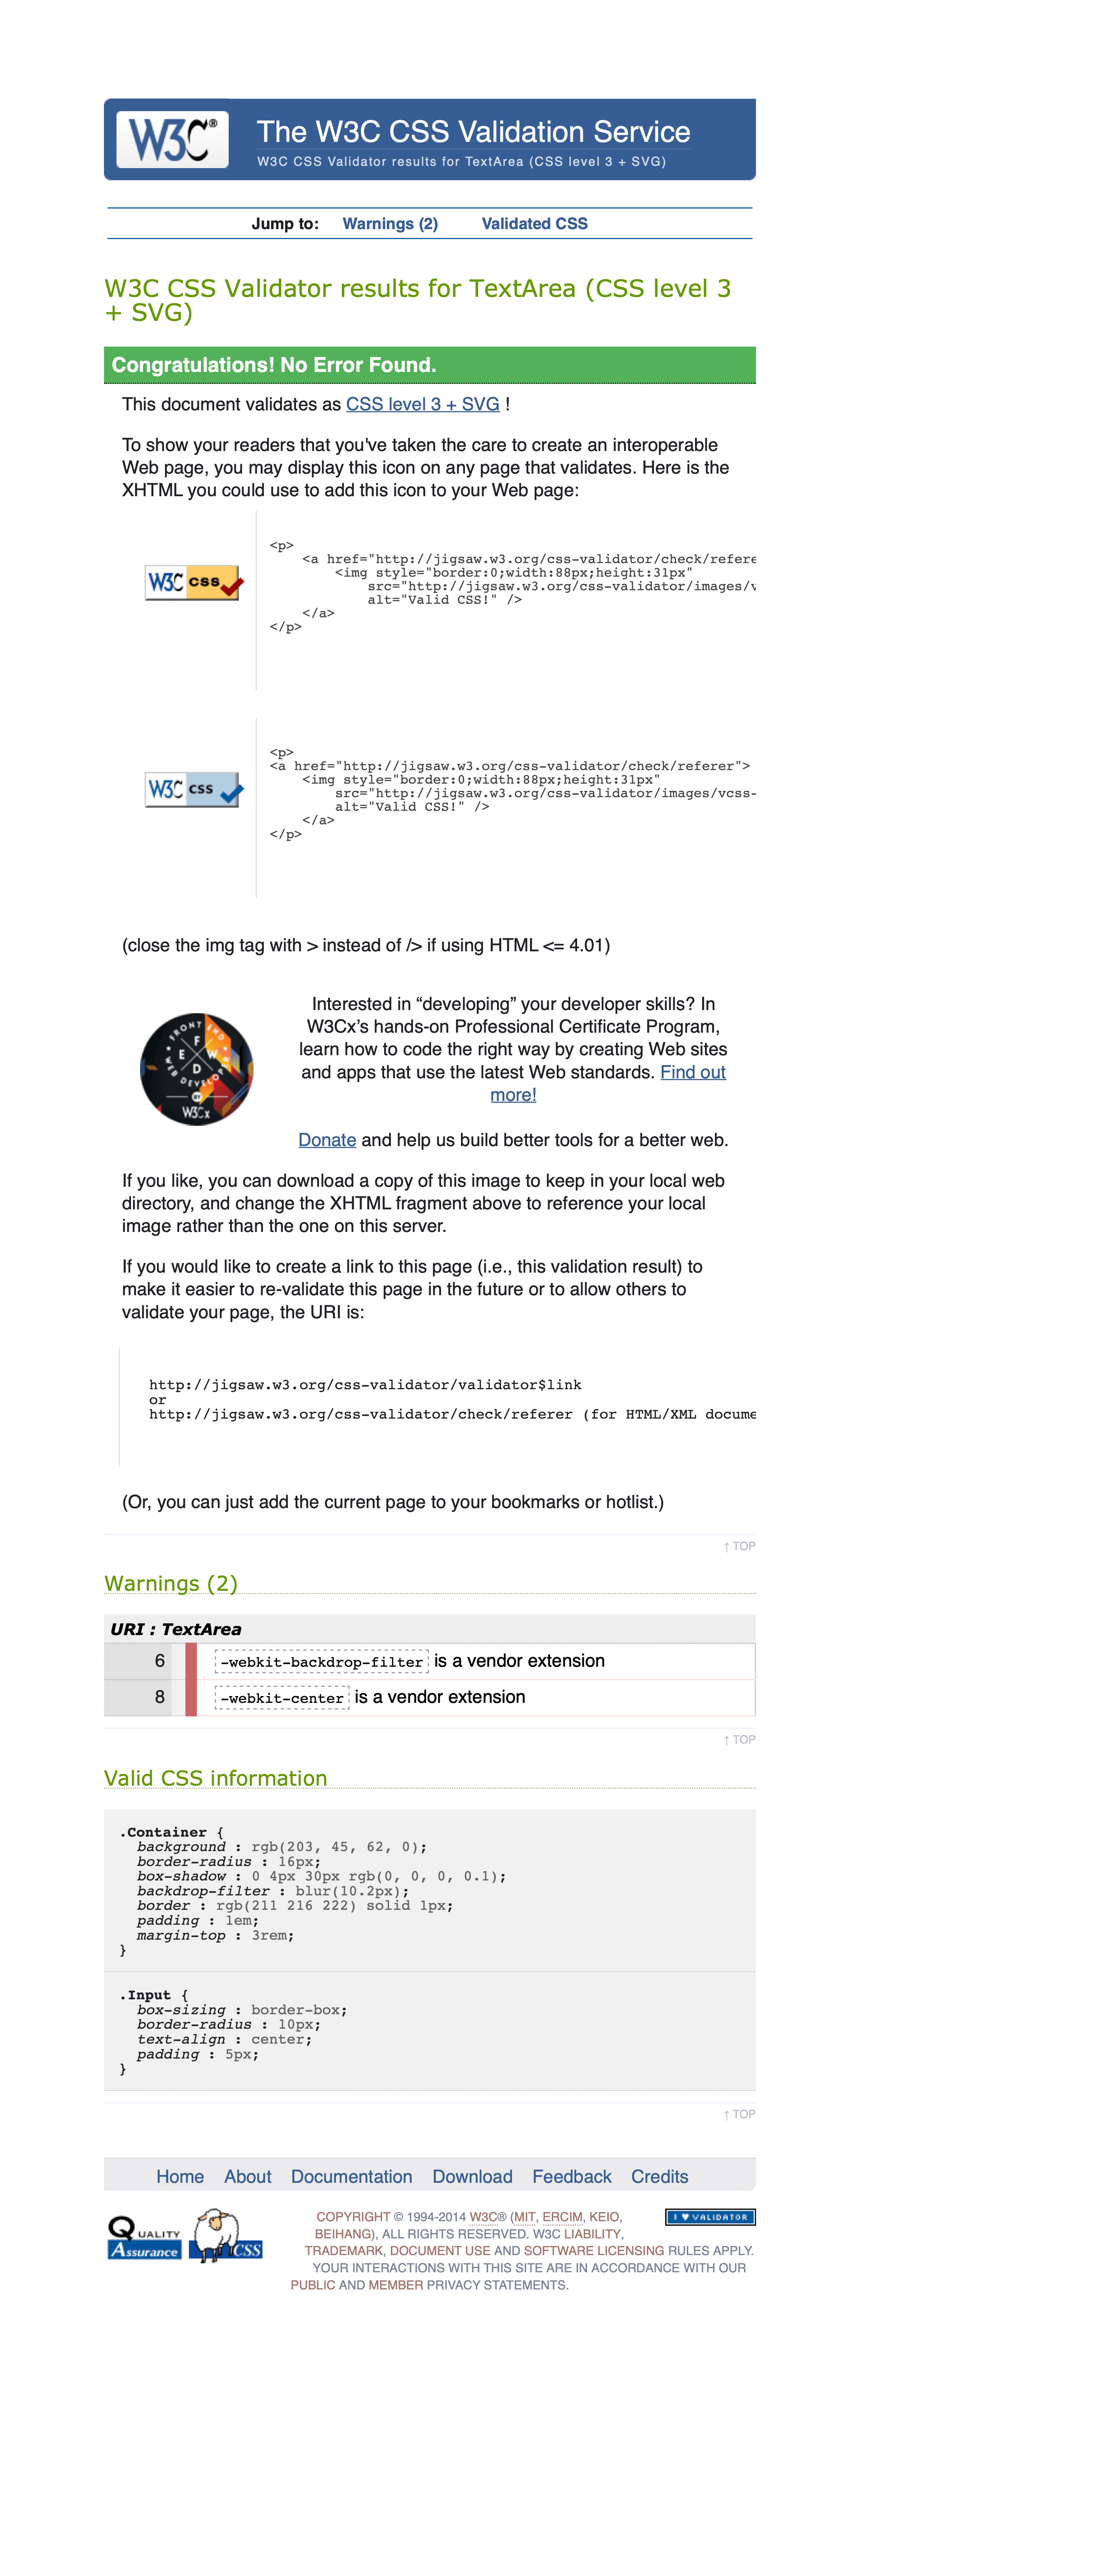 W3C®
The W3C CSS Validation Service
W3C CSS Validator results for TextArea (CSS level 3 + SVG)
Jump to: Warnings (2) Validated CSS
W3C CSS Validator results for TextArea (CSS level 3
+ SVG)
Congratulations! No Error Found.
This document validates as CSS level 3 + SVG !
To show your readers that you've taken the care to create an interoperable
Web page, you may display this icon on any page that validates. Here is the
XHTML you could use to add this icon to your Web page:
W3C css
<p>
<a href="http://jigsaw.w3.org/css-validator/check/refere
<img style="border:0;width:88px;height:31px"
src="http://jigsaw.w3.org/css-validator/images/v
alt="Valid CSS!" />
</a>
</p>
W3C css
<p>
<a href="http://jigsaw.w3.org/css-validator/check/referer">
<img style="border:0;width:88px;height:31px"
src="http://jigsaw.w3.org/css-validator/images/vcss-
alt="Valid CSS!" />
</a>
</p>
(close the img tag with > instead of /> if using HTML <= 4.01)
FRONT END
F E W D
WEB DEVELOP
W3Cx
Interested in “developing” your developer skills? In
W3Cx’s hands-on Professional Certificate Program,
learn how to code the right way by creating Web sites
and apps that use the latest Web standards. Find out
more!
Donate and help us build better tools for a better web.
If you like, you can download a copy of this image to keep in your local web
directory, and change the XHTML fragment above to reference your local
image rather than the one on this server.
If you would like to create a link to this page (i.e., this validation result) to
make it easier to re-validate this page in the future or to allow others to
validate your page, the URI is:
http://jigsaw.w3.org/css-validator/validator$link
or
http://jigsaw.w3.org/css-validator/check/referer (for HTML/XML docume
(Or, you can just add the current page to your bookmarks or hotlist.)
↑ TOP
Warnings (2)
URI : TextArea
6 -webkit-backdrop-filter is a vendor extension
8 -webkit-center is a vendor extension
↑ TOP
Valid CSS information
.Container {
background : rgb(203, 45, 62, 0);
border-radius : 16px;
box-shadow : 0 4px 30px rgb(0, 0, 0, 0.1);
backdrop-filter : blur(10.2px);
border : rgb(211 216 222) solid 1px;
padding : 1em;
margin-top : 3rem;
}
.Input {
box-sizing : border-box;
border-radius : 10px;
text-align : center;
padding : 5px;
}
↑ TOP
Home About Documentation Download Feedback Credits
QUALITY
Assurance
CSS
COPYRIGHT © 1994-2014 W3C® (MIT, ERCIM, KEIO,
BEIHANG), ALL RIGHTS RESERVED. W3C LIABILITY,
TRADEMARK, DOCUMENT USE AND SOFTWARE LICENSING RULES APPLY.
YOUR INTERACTIONS WITH THIS SITE ARE IN ACCORDANCE WITH OUR
PUBLIC AND MEMBER PRIVACY STATEMENTS.
I ♥ VALIDATOR